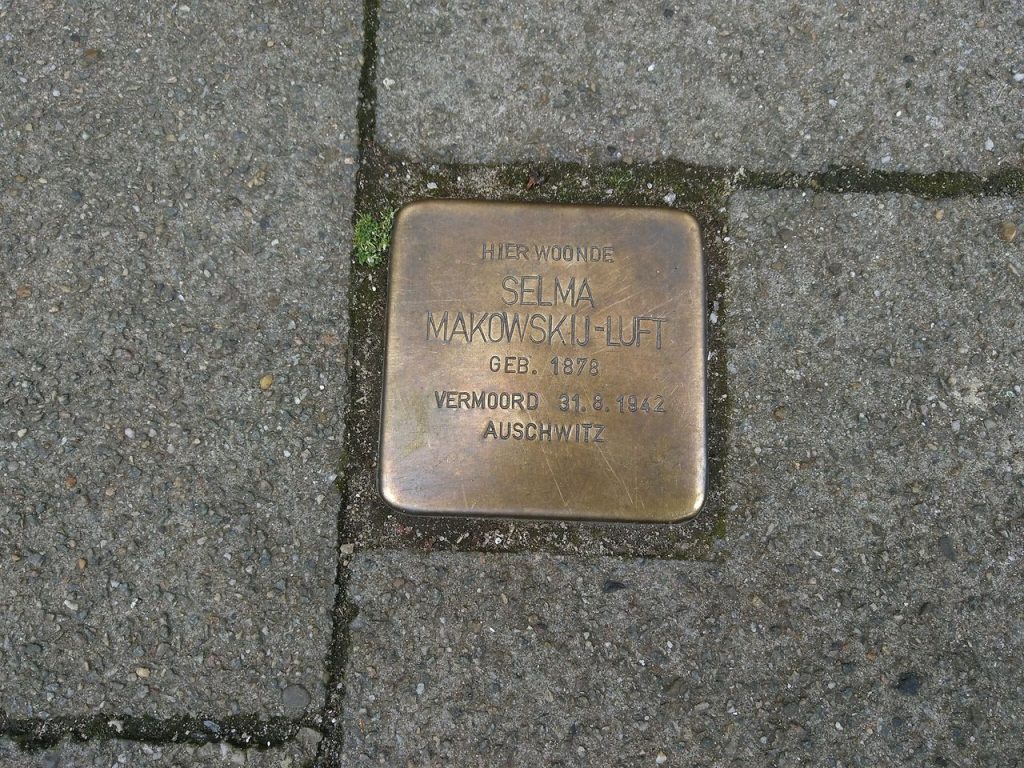 HIER WOONDE
SELMA
MAKOWSKIJ-LUFT
GEB. 1878
VERMOORD 31.8.1942
AUSCHWITZ